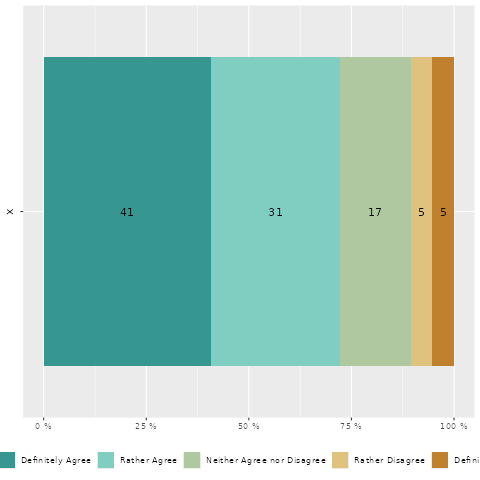 41 31 17 5 5
x
0 % 25 % 50 % 75 % 100 %
Definitely Agree Rather Agree Neither Agree nor Disagree Rather Disagree Defini